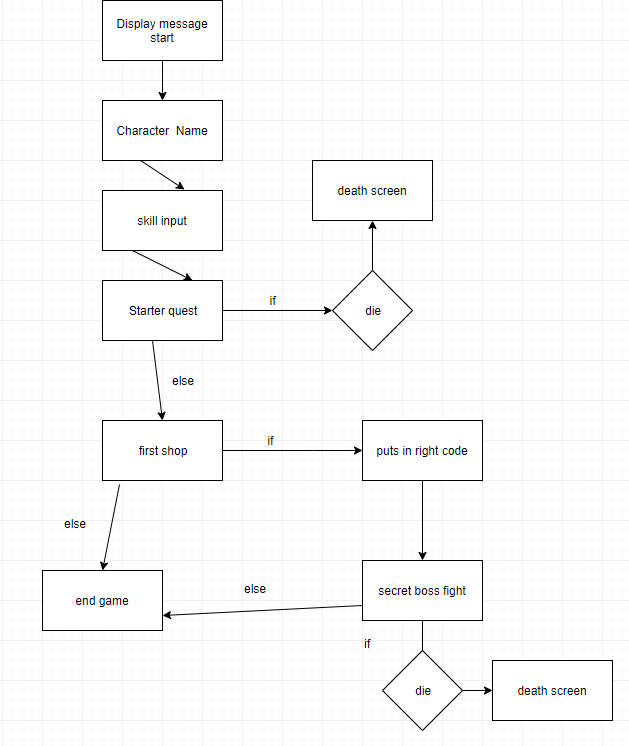 Display message
start
Character  Name
death screen
skill input
Starter quest
if
die
else
first shop
if
puts in right code
else
end game
else
secret boss fight
if
die
death screen